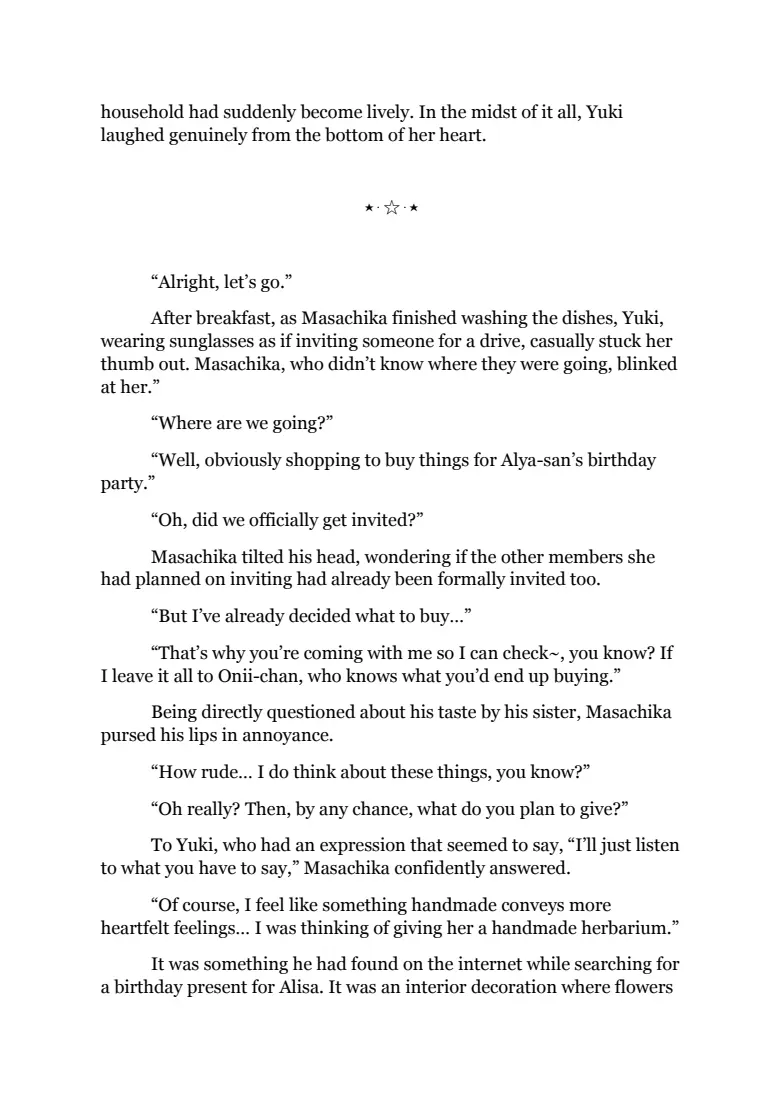 household had suddenly become lively. In the midst of it all, Yuki
laughed genuinely from the bottom of her heart.
⋆·☆·⋆
“Alright, let’s go.”
After breakfast, as Masachika finished washing the dishes, Yuki,
wearing sunglasses as if inviting someone for a drive, casually stuck her
thumb out. Masachika, who didn’t know where they were going, blinked
at her.”
“Where are we going?”
“Well, obviously shopping to buy things for Alya-san’s birthday
party.”
“Oh, did we officially get invited?”
Masachika tilted his head, wondering if the other members she
had planned on inviting had already been formally invited too.
“But I’ve already decided what to buy...”
“That’s why you’re coming with me so I can check~, you know? If
I leave it all to Onii-chan, who knows what you’d end up buying.”
Being directly questioned about his taste by his sister, Masachika
pursed his lips in annoyance.
“How rude... I do think about these things, you know?”
“Oh really? Then, by any chance, what do you plan to give?”
To Yuki, who had an expression that seemed to say, “I’ll just listen
to what you have to say,” Masachika confidently answered.
“Of course, I feel like something handmade conveys more
heartfelt feelings... I was thinking of giving her a handmade herbarium.”
It was something he had found on the internet while searching for
a birthday present for Alisa. It was an interior decoration where flowers